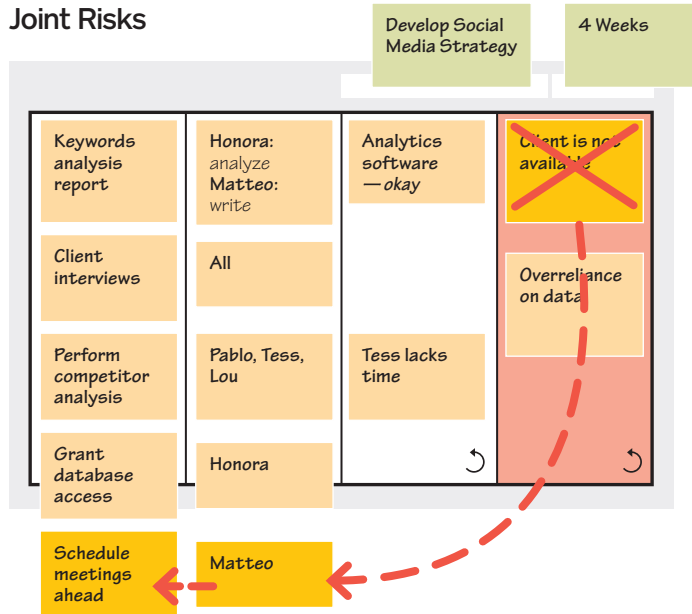 Joint Risks
Develop Social
Media Strategy
4 Weeks
Keywords
analysis
report
Honora:
analyze
Matteo:
write
Analytics
software
— okay
Client is not
available
Client
interviews
All
Overreliance
on data
Perform
competitor
analysis
Pablo, Tess,
Lou
Tess lacks
time
Grant
database
access
Honora
Schedule
meetings
ahead
Matteo